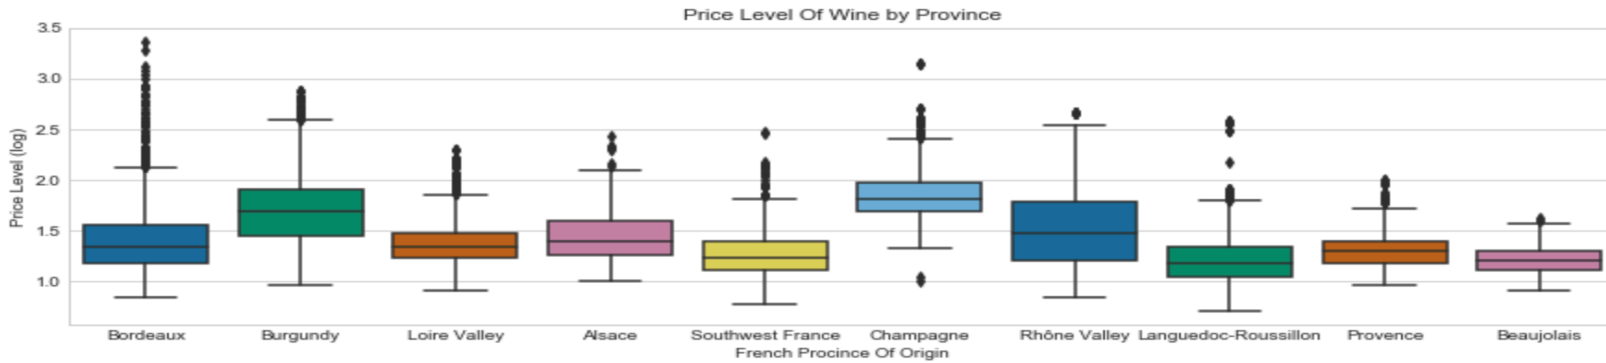 Price Level Of Wine by Province
Price Level (log)
3.5
3.0
2.5
2.0
1.5
1.0
Bordeaux Burgundy Loire Valley Alsace Southwest France Champagne Rhône Valley Languedoc-Roussillon Provence Beaujolais
French Procince Of Origin